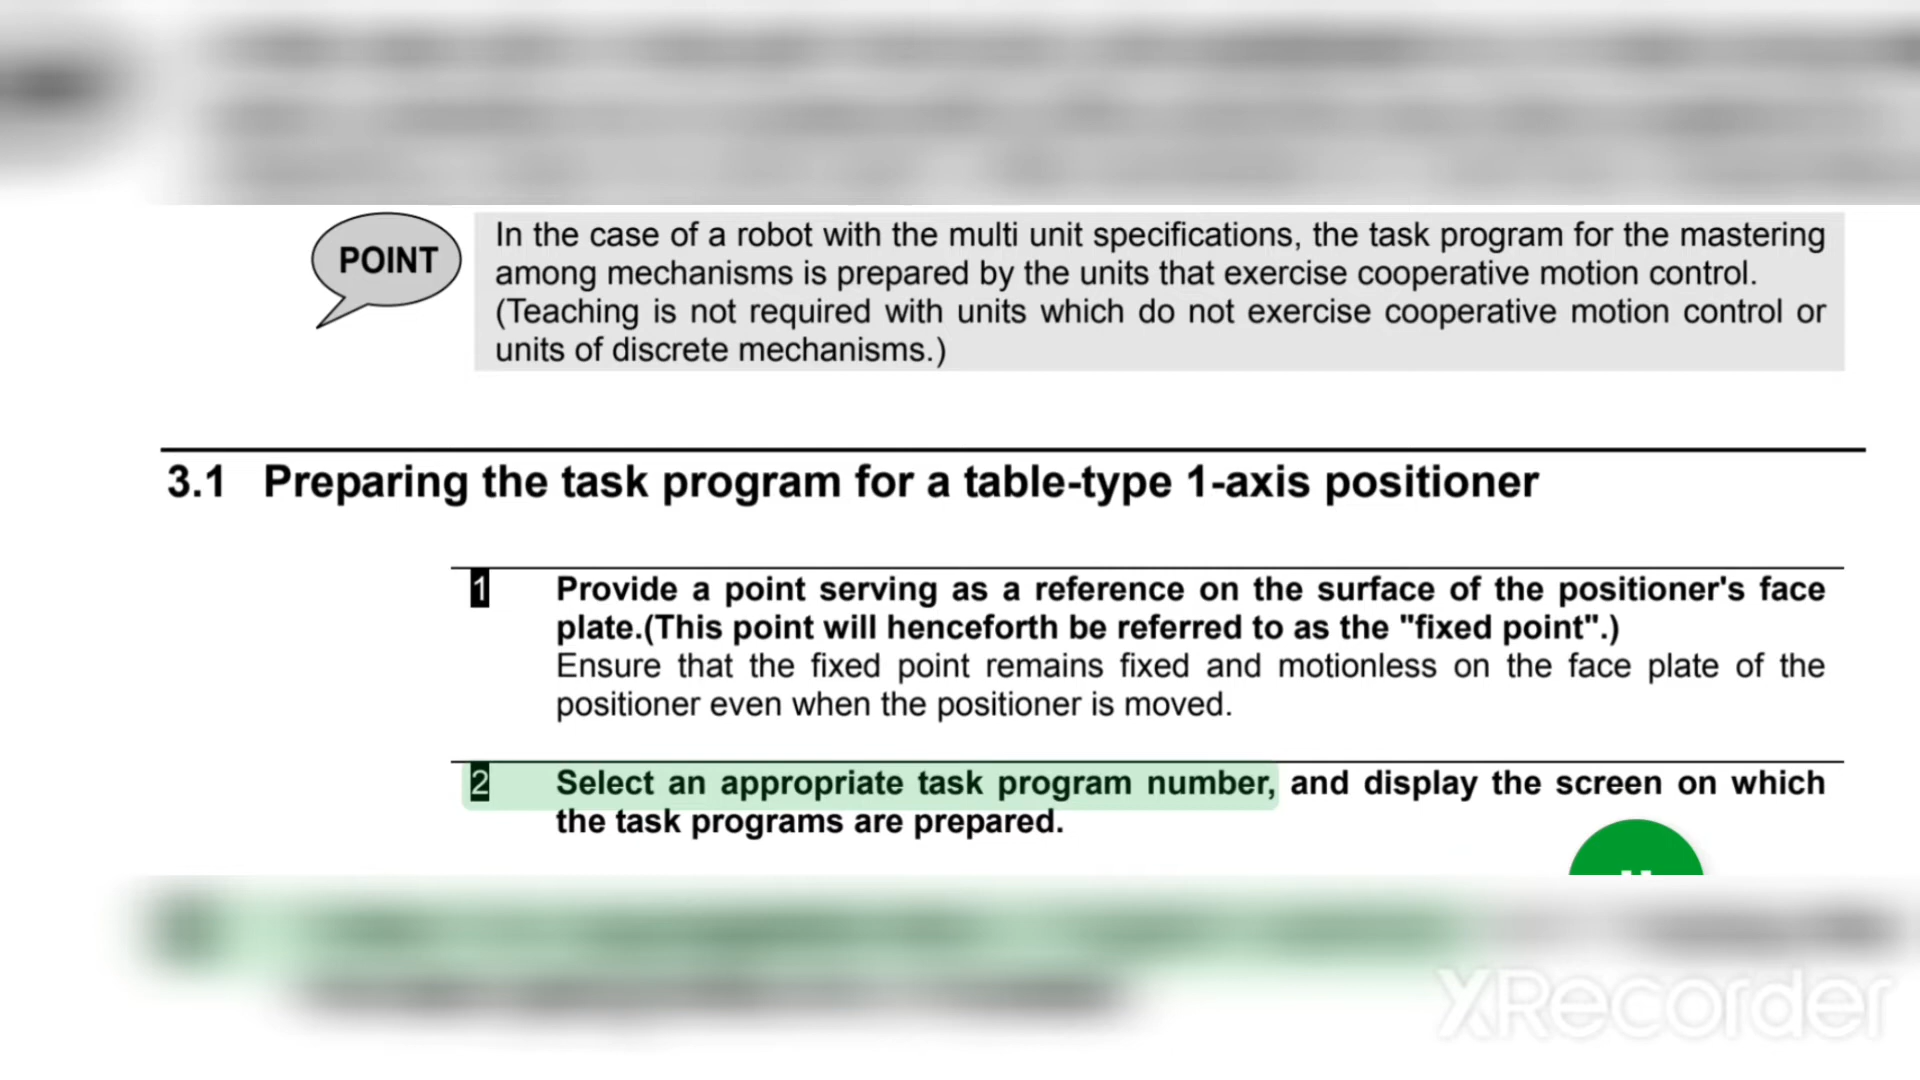 POINT
In the case of a robot with the multi unit specifications, the task program for the mastering
among mechanisms is prepared by the units that exercise cooperative motion control.
(Teaching is not required with units which do not exercise cooperative motion control or
units of discrete mechanisms.)
3.1 Preparing the task program for a table-type 1-axis positioner
1 Provide a point serving as a reference on the surface of the positioner's face
plate.(This point will henceforth be referred to as the "fixed point".)
Ensure that the fixed point remains fixed and motionless on the face plate of the
positioner even when the positioner is moved.
2 Select an appropriate task program number, and display the screen on which
the task programs are prepared.
XRecorder